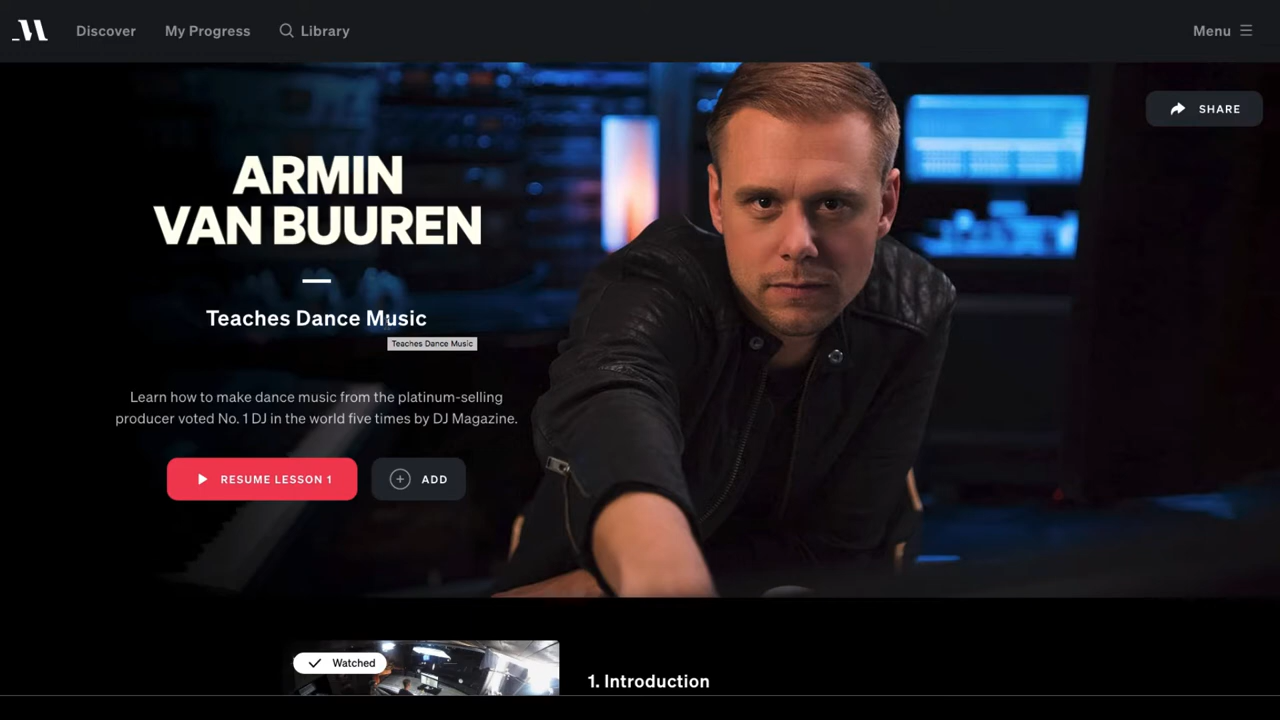 Discover
My Progress
Library
Menu
SHARE
ARMIN
VAN BUUREN
Teaches Dance Music
Teaches Dance Music
Learn how to make dance music from the platinum-selling
producer voted No. 1 DJ in the world five times by DJ Magazine.
RESUME LESSON 1
ADD
Watched
1. Introduction